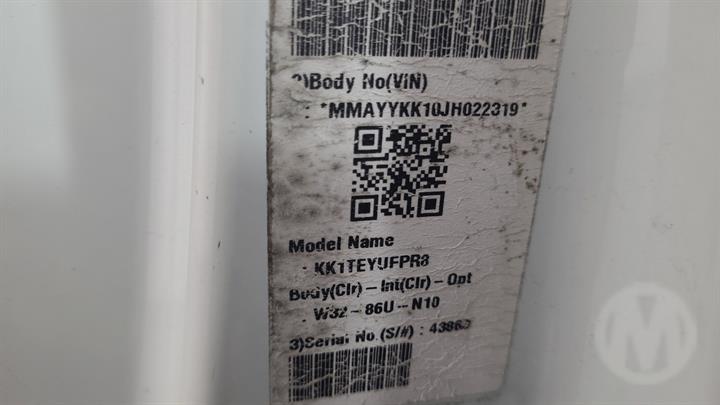 2)Body No(VIN)
: *MMAYYKK10JH022319*
Model Name
: KK1TEYUFPR8
Body(Clr)－Int(Clr)－Opt
: W32－86U－N10
3)Serial No.(S/#) : 43863
M